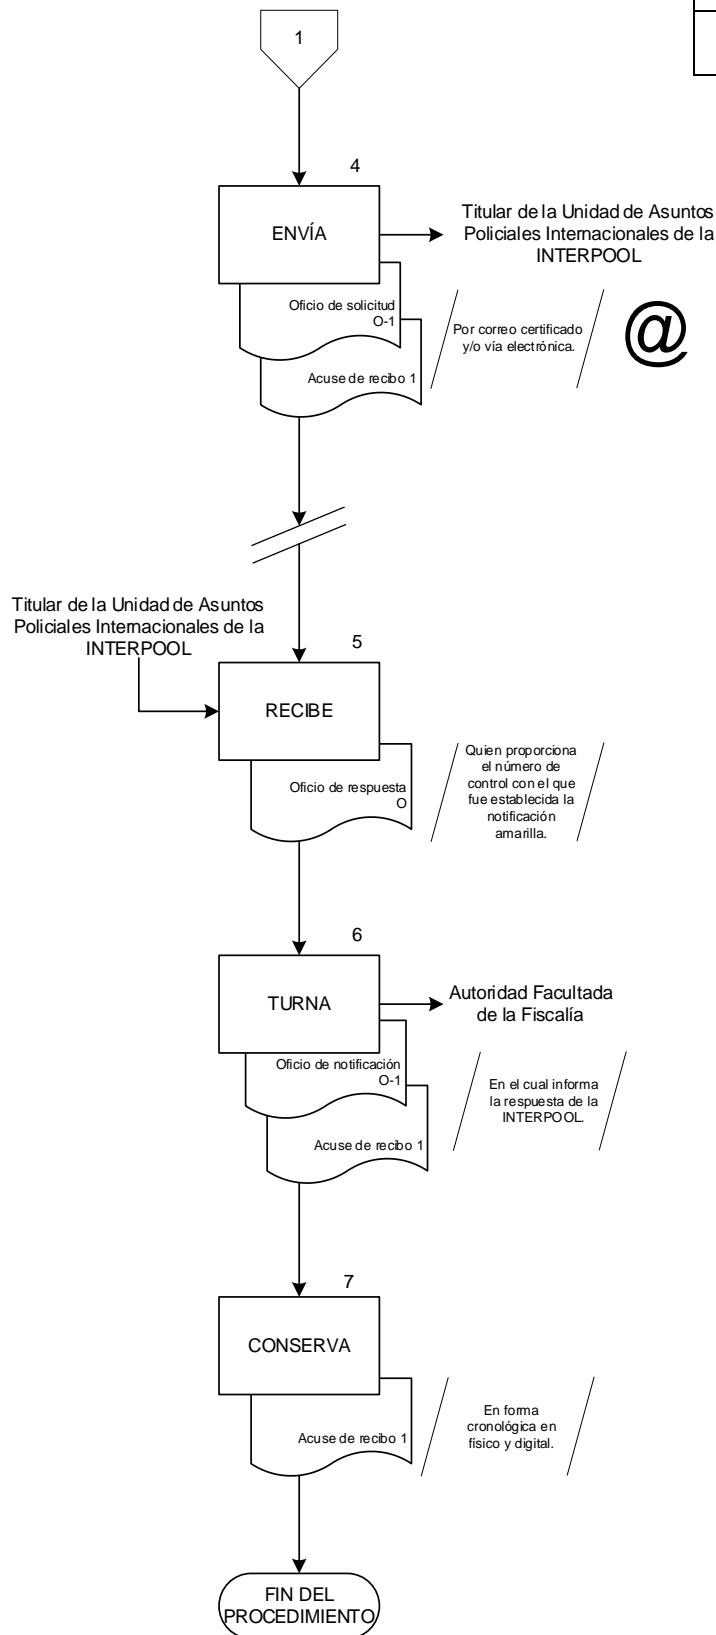 1
4
ENVÍA
Titular de la Unidad de Asuntos
Policiales Internacionales de la
INTERPOOL
Oficio de solicitud
O-1
Acuse de recibo 1
Por correo certificado
y/o vía electrónica.
@
Titular de la Unidad de Asuntos
Policiales Internacionales de la
INTERPOOL
5
RECIBE
Oficio de respuesta
O
Quien proporciona
el número de
control con el que
fue establecida la
notificación
amarilla.
6
TURNA
Autoridad Facultada
de la Fiscalía
Oficio de notificación
O-1
Acuse de recibo 1
En el cual informa
la respuesta de la
INTERPOOL.
7
CONSERVA
Acuse de recibo 1
En forma
cronológica en
físico y digital.
FIN DEL
PROCEDIMIENTO